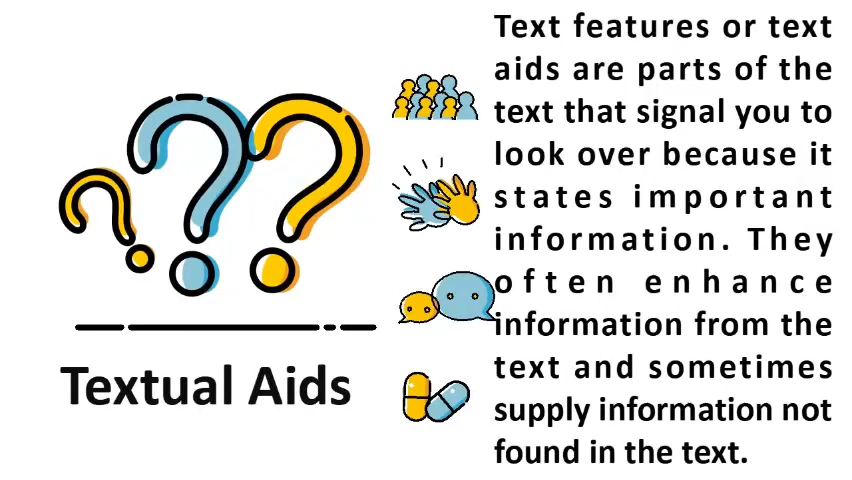 Textual Aids
Text features or text
aids are parts of the
text that signal you to
look over because it
states important
information. They
often enhance
information from the
text and sometimes
supply information not
found in the text.